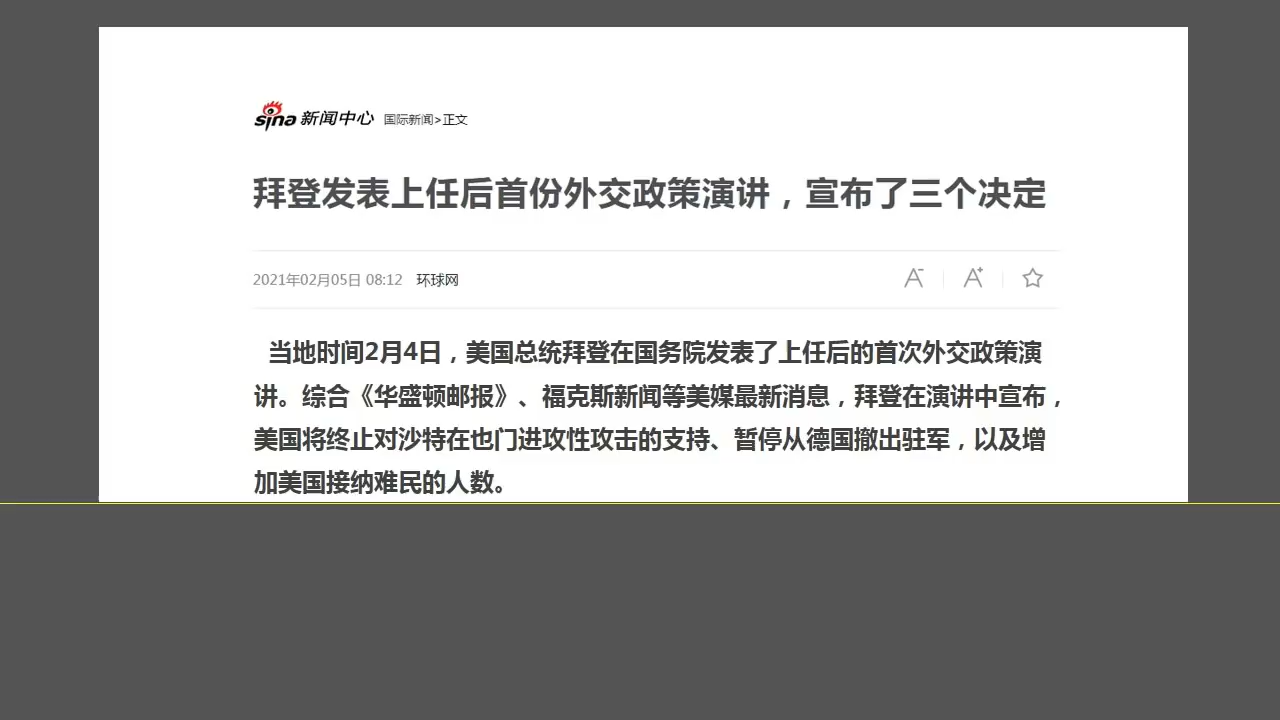 sina 新闻中心 国际新闻>正文
拜登发表上任后首份外交政策演讲，宣布了三个决定
2021年02月05日 08:12 环球网 A- A+
当地时间2月4日，美国总统拜登在国务院发表了上任后的首次外交政策演
讲。综合《华盛顿邮报》、福克斯新闻等美媒最新消息，拜登在演讲中宣布，
美国将终止对沙特在也门进攻性攻击的支持、暂停从德国撤出驻军，以及增
加美国接纳难民的人数。